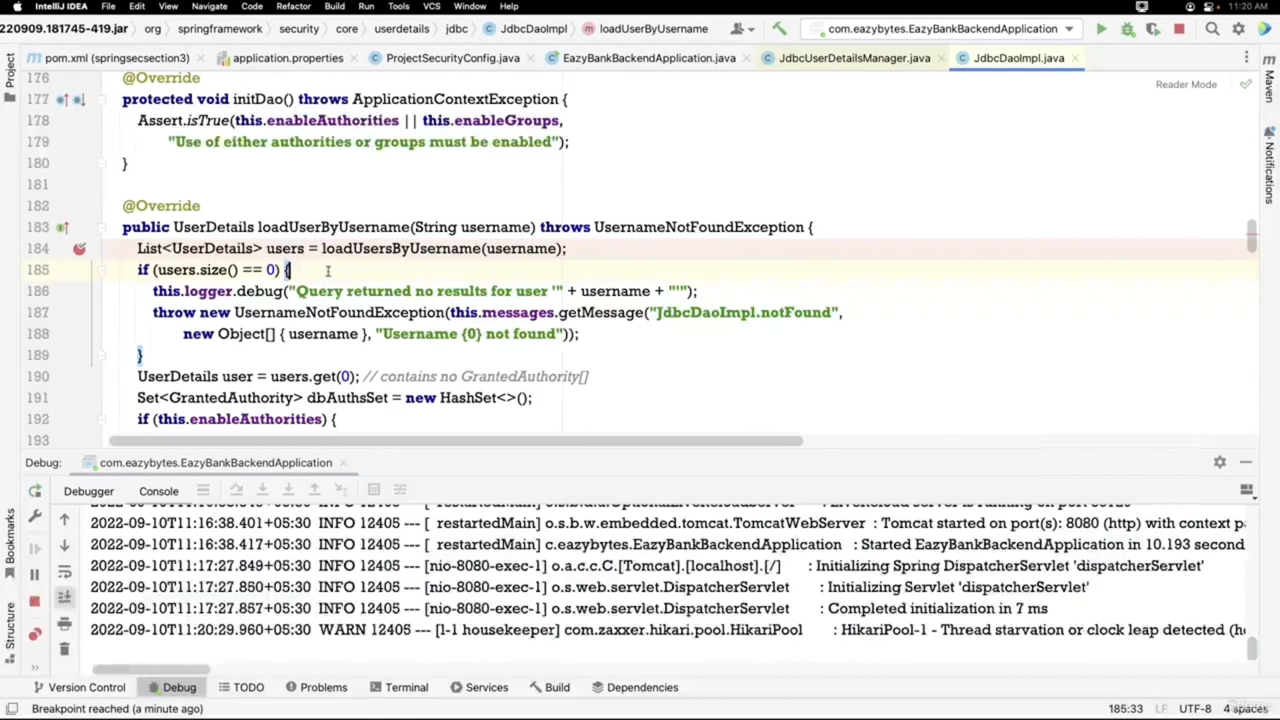 IntelliJ IDEA File Edit View Navigate Code Refactor Build Run Tools VCS Window Help 11:20 AM
220909.181745-419.jar org springframework security core userdetails jdbc JdbcDaoImpl loadUserByUsername com.eazybytes.EazyBankBackendApplication
pom.xml (springsecsection3) application.properties ProjectSecurityConfig.java EazyBankBackendApplication.java JdbcUserDetailsManager.java JdbcDaoImpl.java
Project
Maven
Notifications
Reader Mode
176 @Override
177 protected void initDao() throws ApplicationContextException {
178 Assert.isTrue(this.enableAuthorities || this.enableGroups,
179 "Use of either authorities or groups must be enabled");
180 }
181
182 @Override
183 public UserDetails loadUserByUsername(String username) throws UsernameNotFoundException {
184 List<UserDetails> users = loadUsersByUsername(username);
185 if (users.size() == 0) {
186 this.logger.debug("Query returned no results for user '" + username + "'");
187 throw new UsernameNotFoundException(this.messages.getMessage("JdbcDaoImpl.notFound",
188 new Object[] { username }, "Username {0} not found"));
189 }
190 UserDetails user = users.get(0); // contains no GrantedAuthority[]
191 Set<GrantedAuthority> dbAuthsSet = new HashSet<>();
192 if (this.enableAuthorities) {
193
Debug: com.eazybytes.EazyBankBackendApplication
Debugger Console
Bookmarks
Structure
2022-09-10T11:16:38.401+05:30 INFO 12405 --- [ restartedMain] o.s.b.w.embedded.tomcat.TomcatWebServer : Tomcat started on port(s): 8080 (http) with context p
2022-09-10T11:16:38.417+05:30 INFO 12405 --- [ restartedMain] c.eazybytes.EazyBankBackendApplication : Started EazyBankBackendApplication in 10.193 second
2022-09-10T11:17:27.849+05:30 INFO 12405 --- [nio-8080-exec-1] o.a.c.c.C.[Tomcat].[localhost].[/] : Initializing Spring DispatcherServlet 'dispatcherServlet'
2022-09-10T11:17:27.850+05:30 INFO 12405 --- [nio-8080-exec-1] o.s.web.servlet.DispatcherServlet : Initializing Servlet 'dispatcherServlet'
2022-09-10T11:17:27.857+05:30 INFO 12405 --- [nio-8080-exec-1] o.s.web.servlet.DispatcherServlet : Completed initialization in 7 ms
2022-09-10T11:20:29.960+05:30 WARN 12405 --- [l-1 housekeeper] com.zaxxer.hikari.pool.HikariPool : HikariPool-1 - Thread starvation or clock leap detected (h
Version Control Debug TODO Problems Terminal Services Build Dependencies
Breakpoint reached (a minute ago) 185:33 LF UTF-8 4 spaces